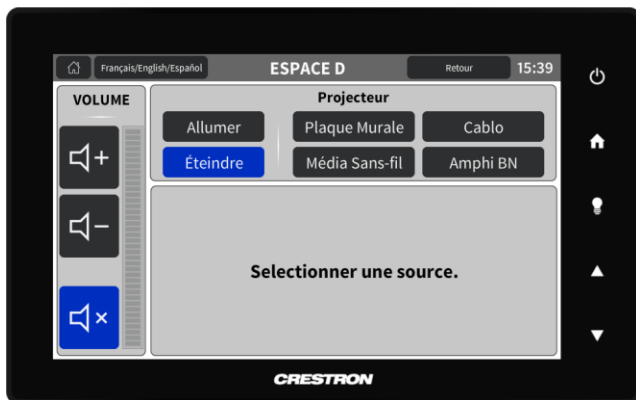 Français/English/Español
ESPACE D
Retour
15:39
VOLUME
Projecteur
Allumer
Plaque Murale
Cablo
Éteindre
Média Sans-fil
Amphi BN
Selectionner une source.
CRESTRON